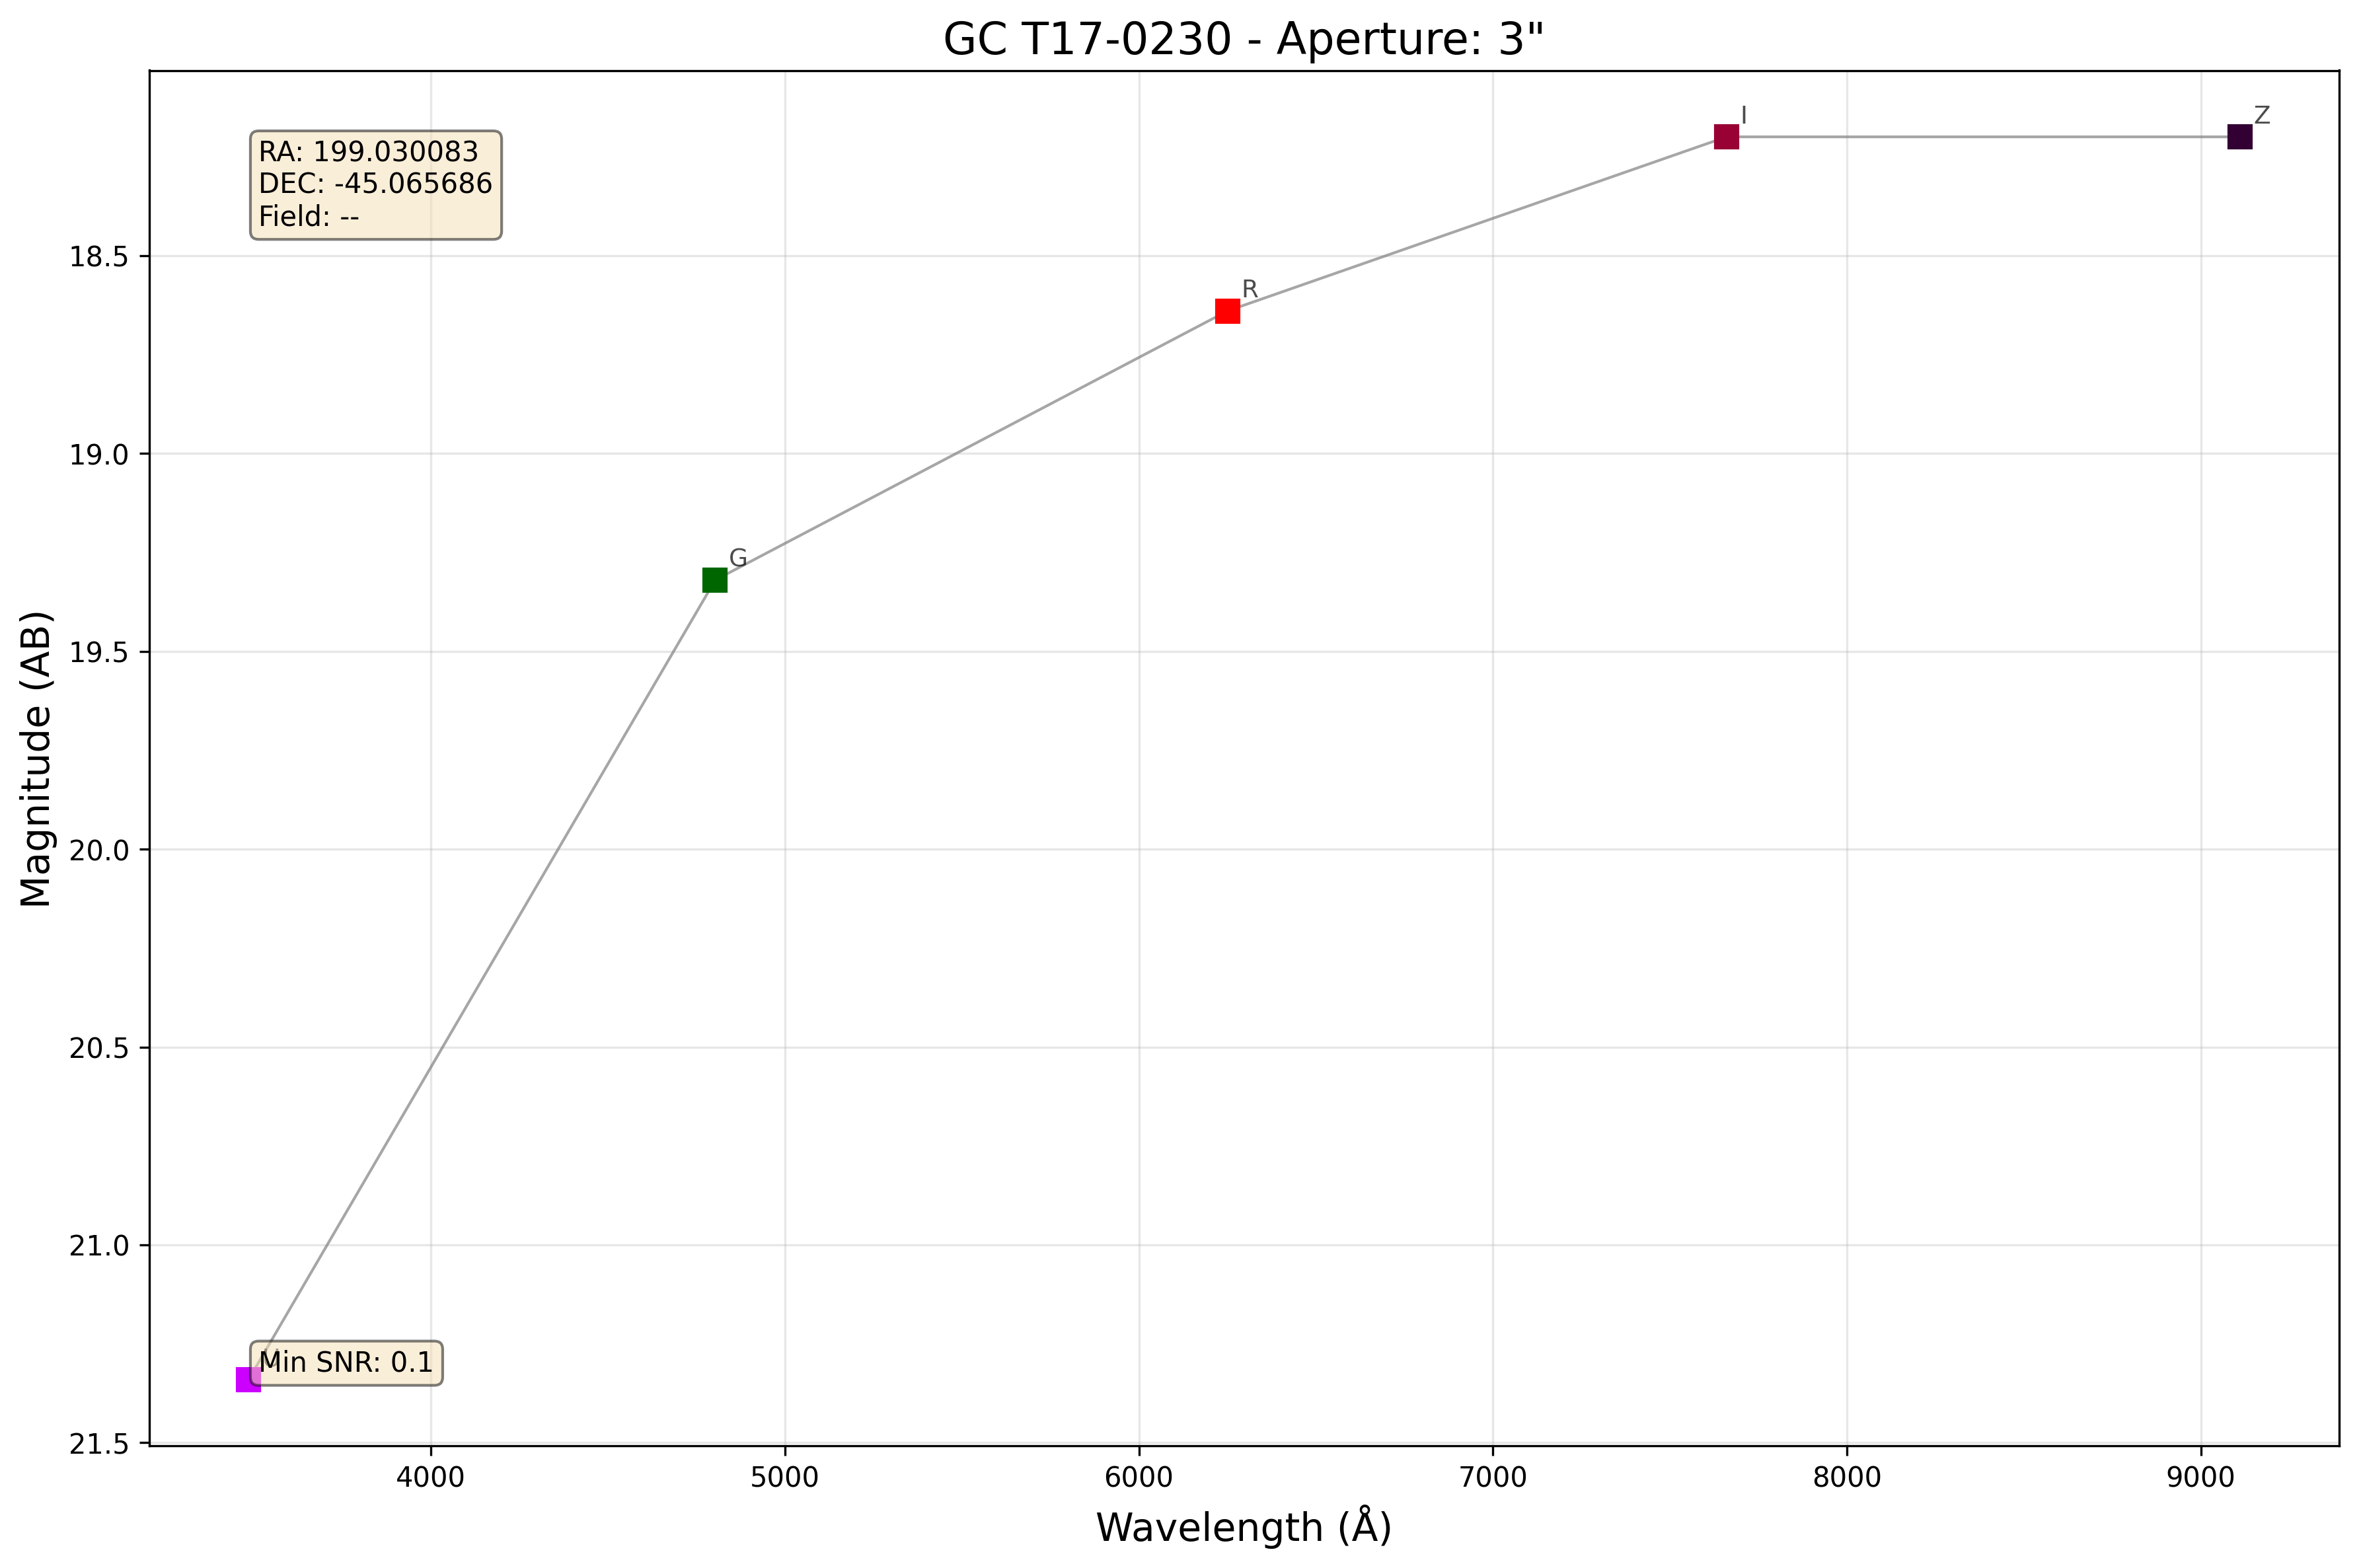 GC T17-0230 - Aperture: 3"
RA: 199.030083
DEC: -45.065686
Field: --
I
Z
R
G
Min SNR: 0.1
18.5
19.0
19.5
20.0
20.5
21.0
21.5
Magnitude (AB)
4000
5000
6000
7000
8000
9000
Wavelength (Å)